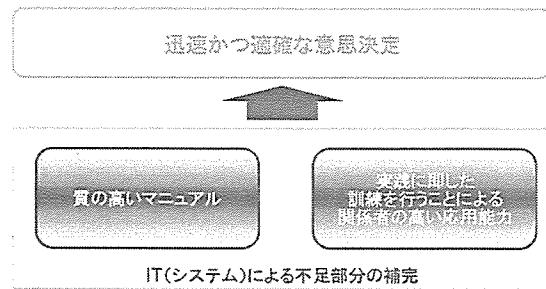 迅速かつ適確な意思決定
質の高いマニュアル
実践に即した
訓練を行うことによる
関係者の高い応用能力
IT(システム)による不足部分の補完